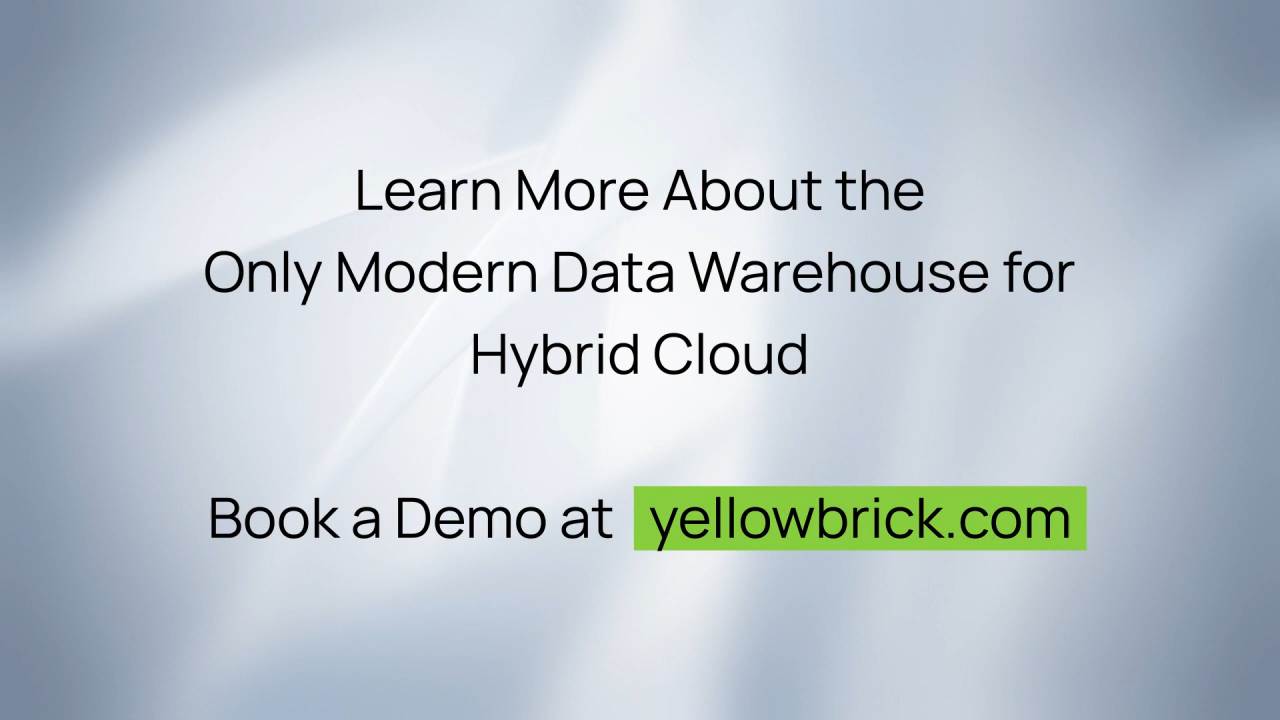 Learn More About the
Only Modern Data Warehouse for
Hybrid Cloud
Book a Demo at yellowbrick.com